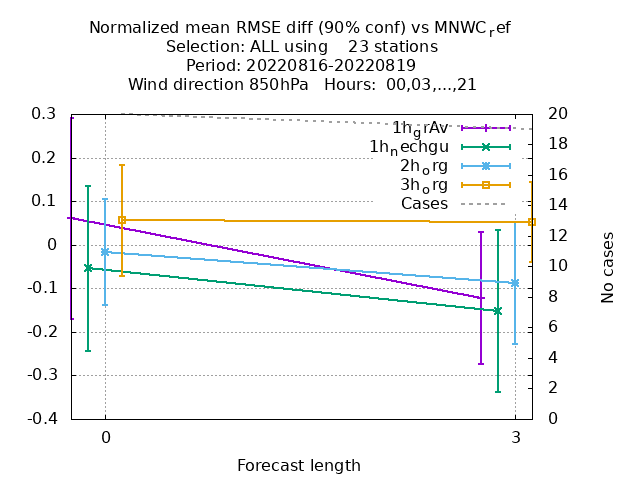 Normalized mean RMSE diff (90% conf) vs MNWC_ref
Selection: ALL using    23 stations
Period: 20220816-20220819
Wind direction 850hPa   Hours:  00,03,...,21
0.3
0.2
0.1
0
-0.1
-0.2
-0.3
-0.4
1h_grAv
1h_nechgu
2h_org
3h_org
Cases
20
18
16
14
12
10
8
6
4
2
0
No cases
0
3
Forecast length